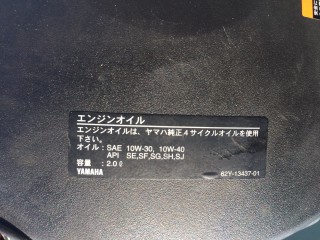 エンジンオイル
エンジンオイルは、ヤマハ純正4サイクルオイルを使用
下さい。
オイル：SAE 10W-30, 10W-40
API SE,SF,SG,SH,SJ
容量：2.0ℓ
YAMAHA 82Y-13437-01